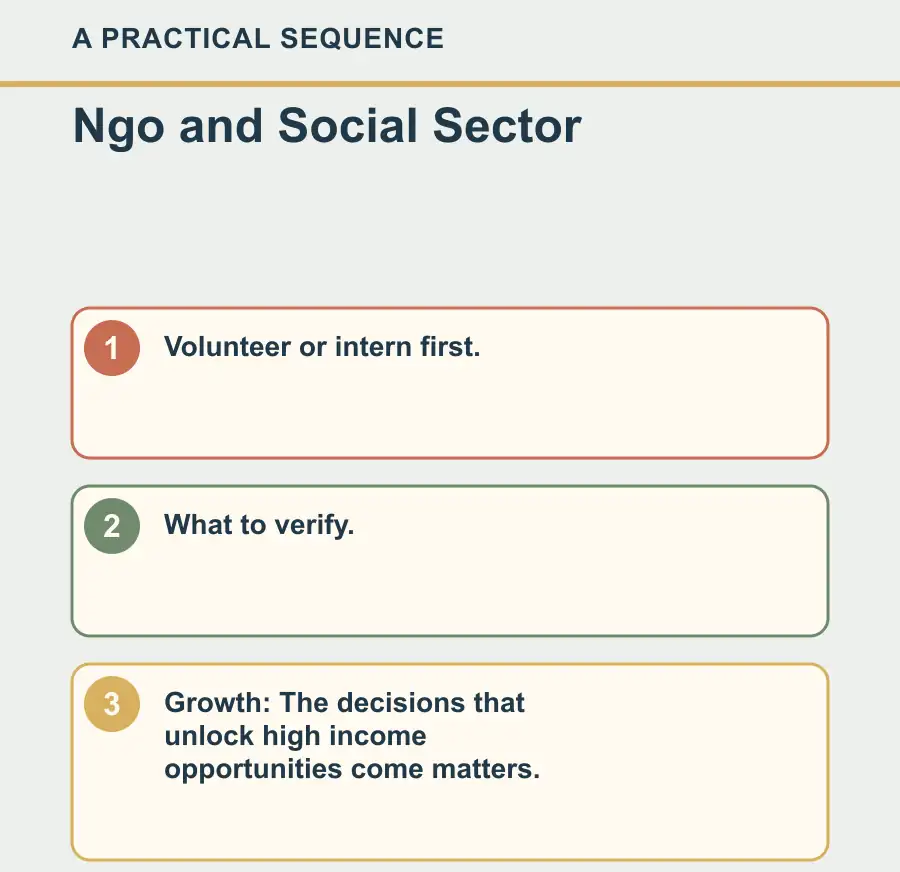 A PRACTICAL SEQUENCE
Ngo and Social Sector
1
Volunteer or intern first.
2
What to verify.
3
Growth: The decisions that
unlock high income
opportunities come matters.